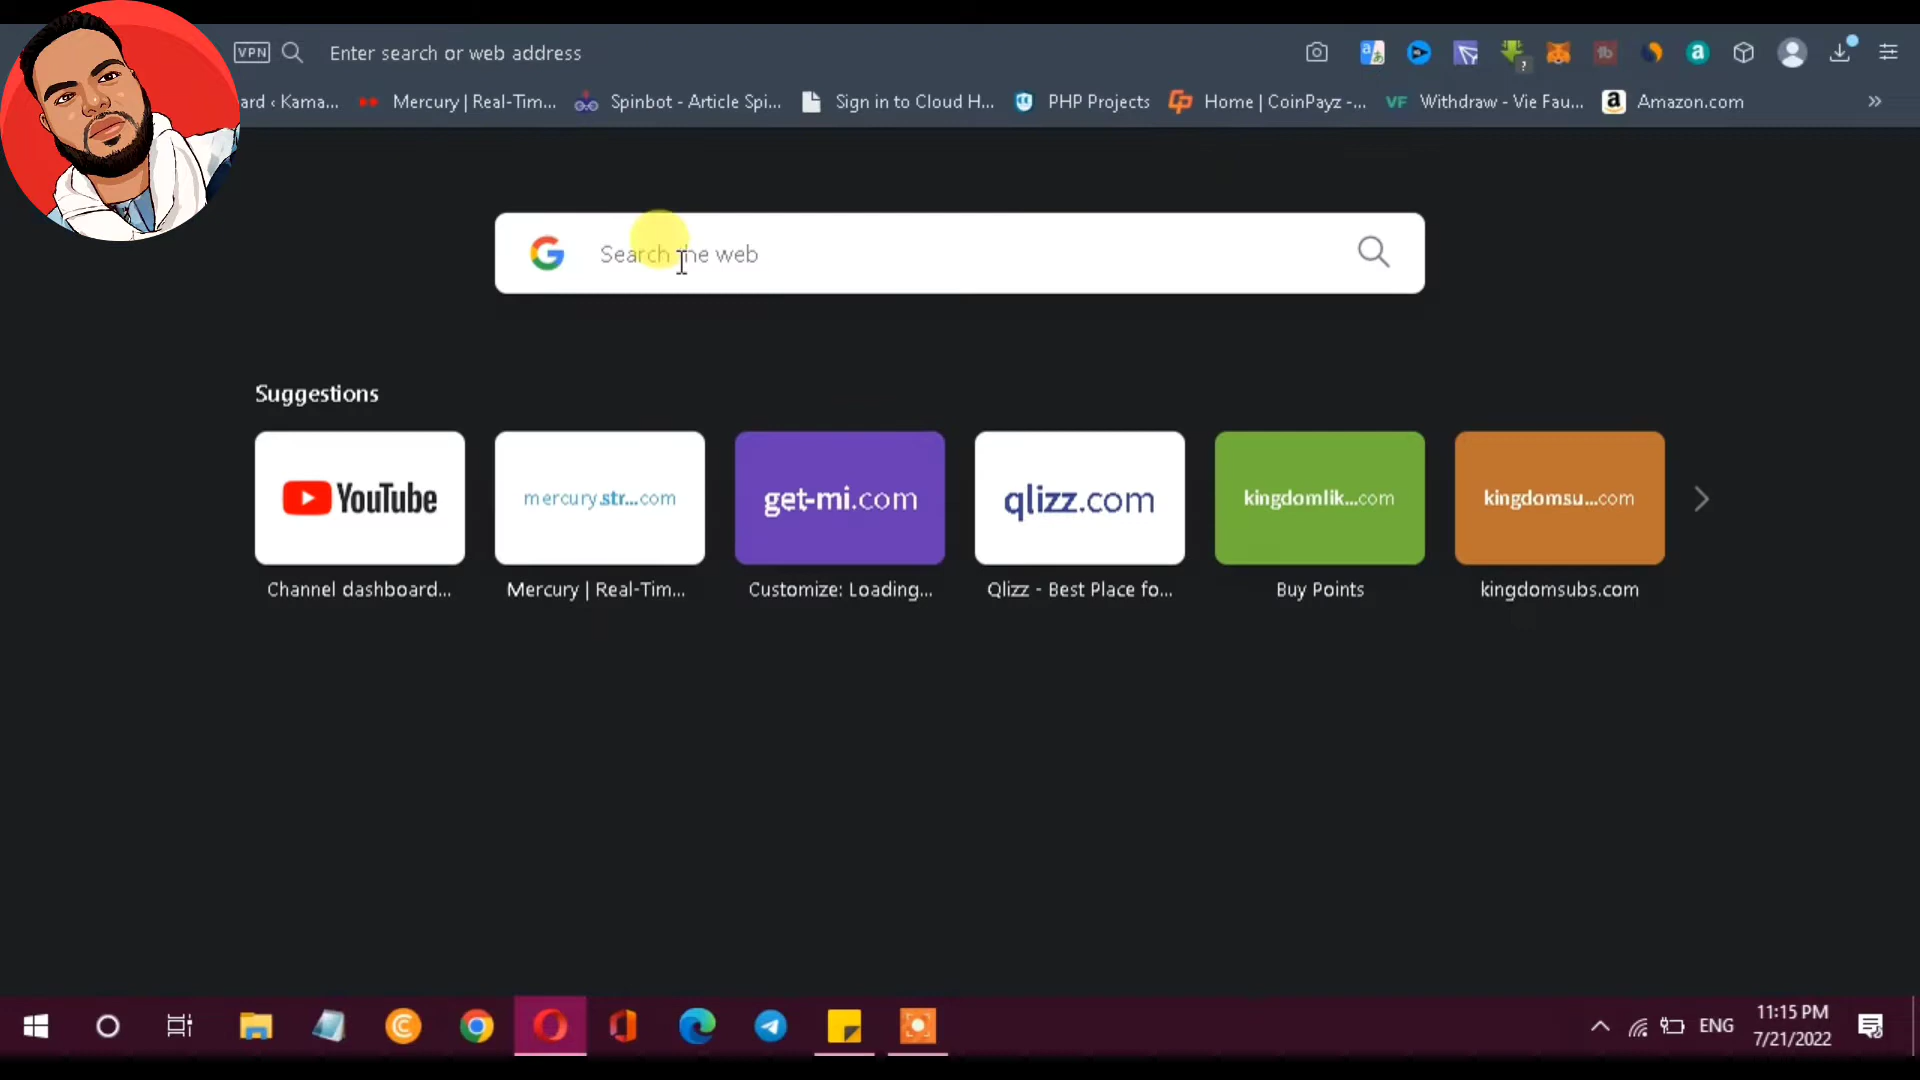 VPN
Enter search or web address
ard ‹ Kama...
Mercury | Real-Tim...
Spinbot - Article Spi...
Sign in to Cloud H...
PHP Projects
Home | CoinPayz -...
VF
Withdraw - Vie Fau...
Amazon.com
Search the web
Suggestions
YouTube
mercury.str...com
get-mi.com
qlizz.com
kingdomlik...com
kingdomsu...com
Channel dashboard...
Mercury | Real-Tim...
Customize: Loading...
Qlizz - Best Place fo...
Buy Points
kingdomsubs.com
ENG
11:15 PM
7/21/2022